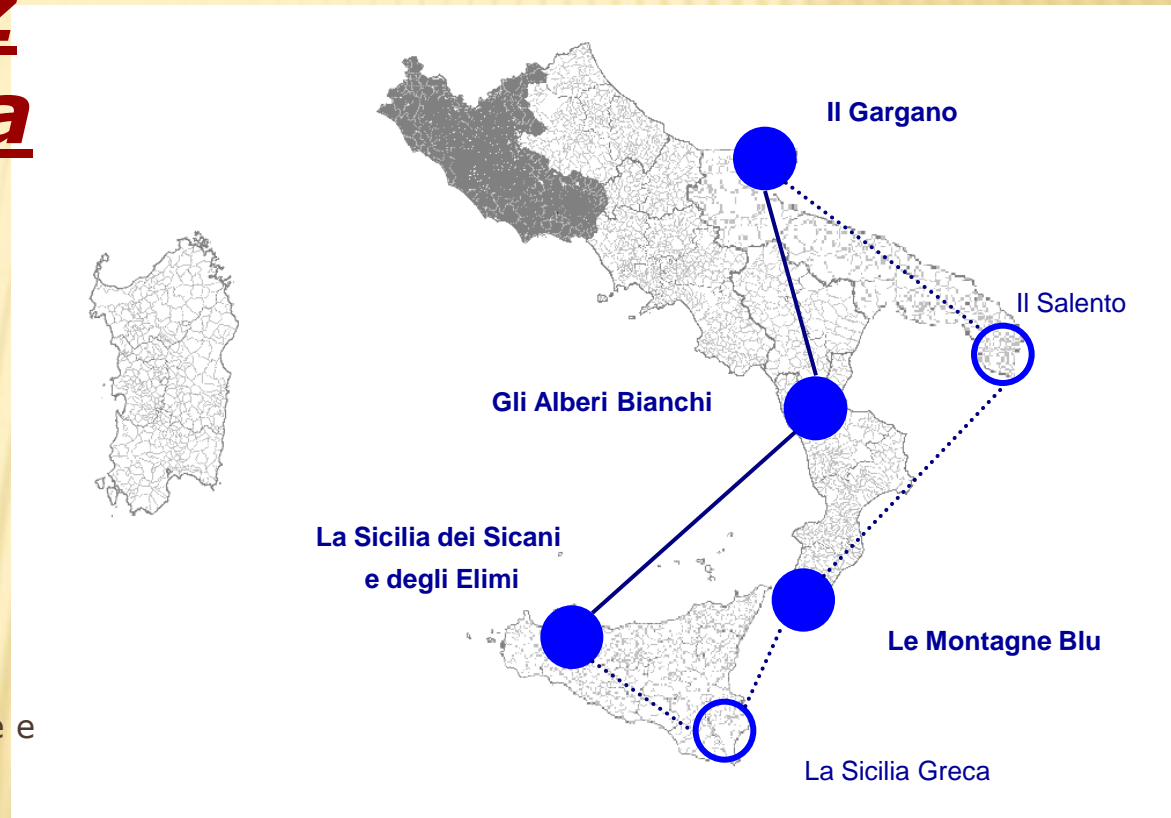 a
Il Gargano
Il Salento
Gli Alberi Bianchi
La Sicilia dei Sicani
e degli Elimi
Le Montagne Blu
e e
La Sicilia Greca